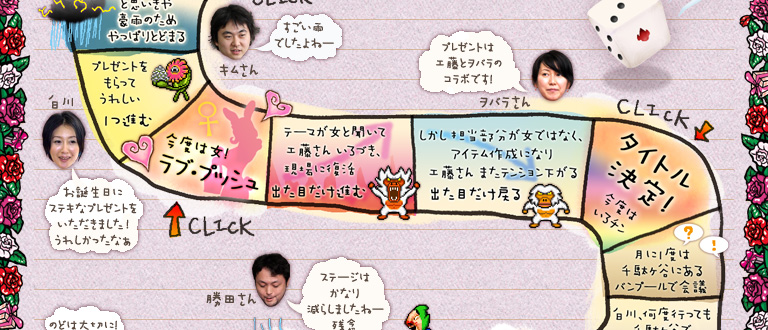 と思いきや
豪雨のため
やっぱりとどまる
CLICK
すごい雨
でしたよねー
キムさん
プレゼントは
工藤とヲバラの
コラボです!
ヲバラさん
CLICK
プレゼントを
もらって
うれしい
1つ進む
白川
お誕生日に
ステキなプレゼントを
いただきました!
うれしかったなぁ
今度は女!
ラブ・プッシュ
CLICK
テーマが女と聞いて
工藤さん いろづき、
現場に復活
出た目だけ進む
しかし担当部分が女ではなく、
アイテム作成になり
工藤さん またテンション下がる
出た目だけ戻る
タイトル
決定!
今度は
いろチン
?
!
月に1度は
千駄ヶ谷にある
バンプールで会議
白川、何度行っても
勝田さん
ステージは
かなり
減らしましたねー
残念
のどは大切に!